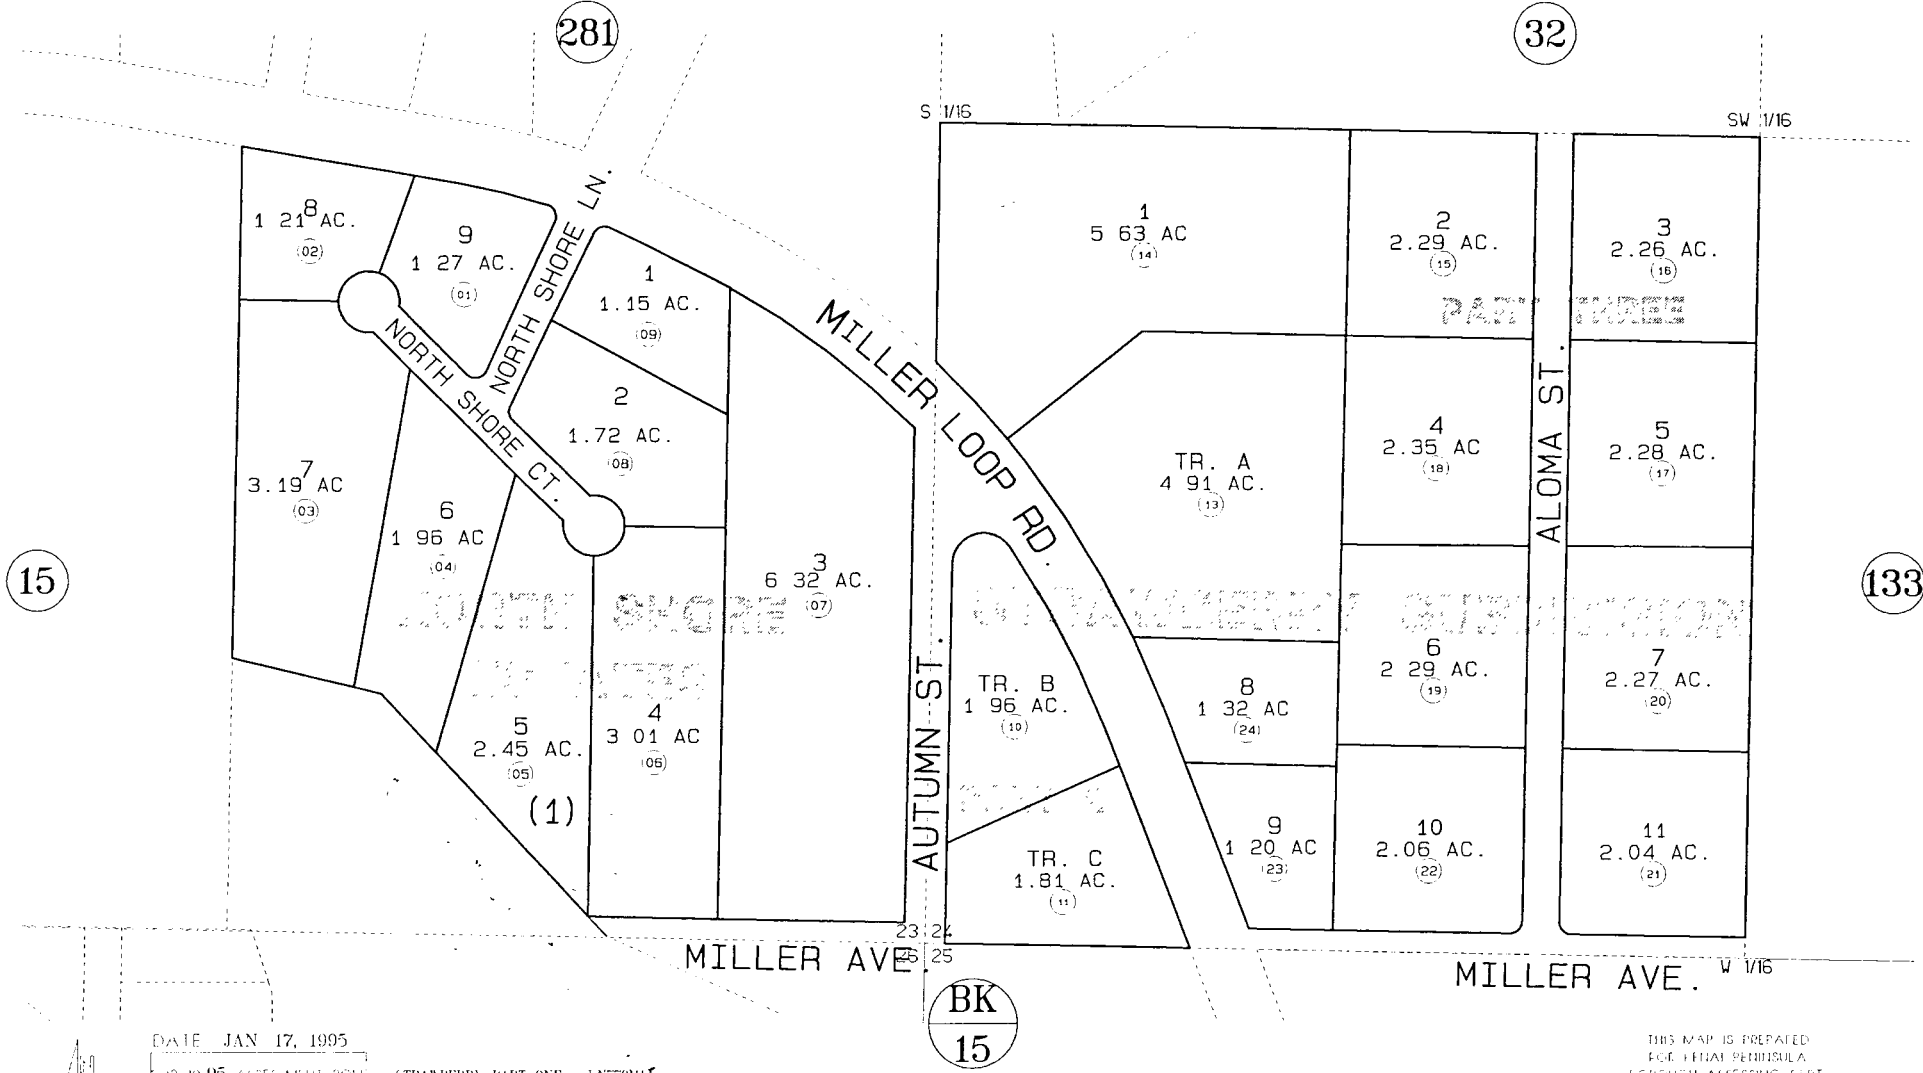 281
32
S 1/16
SW 1/16
8
1 21 AC.
(02)
9
1 27 AC.
(01)
NORTH SHORE LN.
1
1.15 AC.
(09)
2
1.72 AC.
(08)
NORTH SHORE CT.
7
3.19 AC
(03)
6
1 96 AC
(04)
5
2.45 AC.
(05)
(1)
4
3 01 AC
(06)
3
6 32 AC.
(07)
NORTH SHORE
MILLER LOOP RD.
AUTUMN ST.
1
5 63 AC
(14)
2
2.29 AC.
(15)
3
2.26 AC.
(16)
PART THREE
TR. A
4 91 AC.
(13)
4
2.35 AC
(18)
5
2.28 AC.
(17)
ALOMA ST.
15
133
6
2 29 AC.
(19)
7
2.27 AC.
(20)
TR. B
1 96 AC.
(10)
8
1 32 AC
(24)
TR. C
1.81 AC.
(11)
9
1 20 AC
(23)
10
2.06 AC.
(22)
11
2.04 AC.
(21)
23 24
26 25
MILLER AVE.
MILLER AVE.
W 1/16
BK
15
DATE JAN 17, 1995
THIS MAP IS PREPARED
FOR KENAI PENINSULA